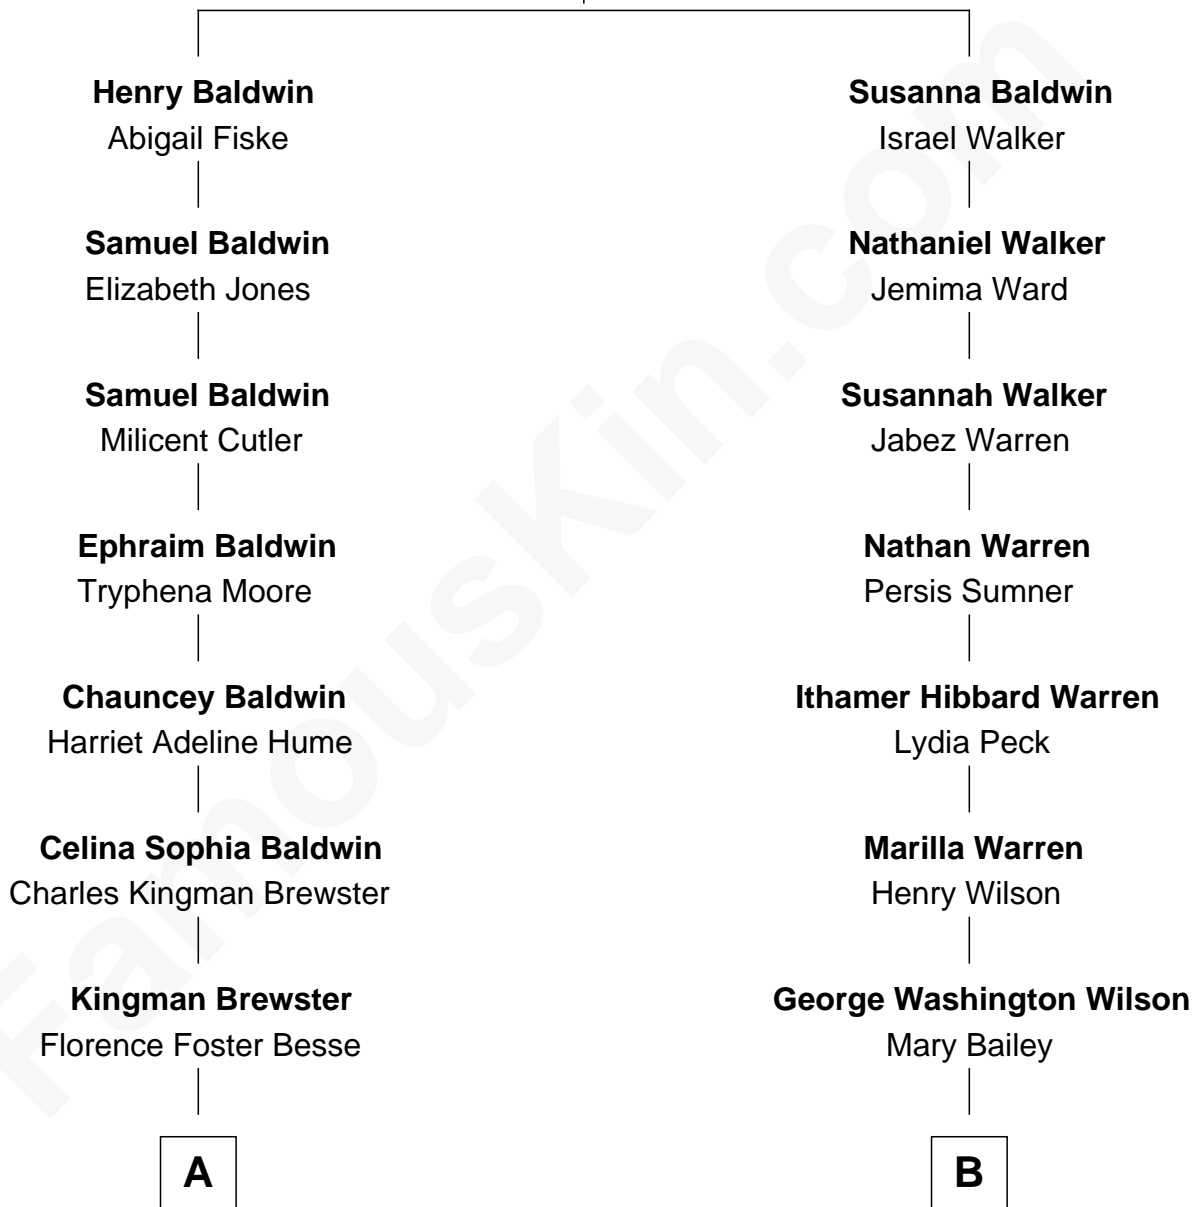 Henry Baldwin
Abigail Fiske
Samuel Baldwin
Elizabeth Jones
Samuel Baldwin
Milicent Cutler
Ephraim Baldwin
Tryphena Moore
Chauncey Baldwin
Harriet Adeline Hume
Celina Sophia Baldwin
Charles Kingman Brewster
Kingman Brewster
Florence Foster Besse
A
Susanna Baldwin
Israel Walker
Nathaniel Walker
Jemima Ward
Susannah Walker
Jabez Warren
Nathan Warren
Persis Sumner
Ithamer Hibbard Warren
Lydia Peck
Marilla Warren
Henry Wilson
George Washington Wilson
Mary Bailey
B
FamousKin.com